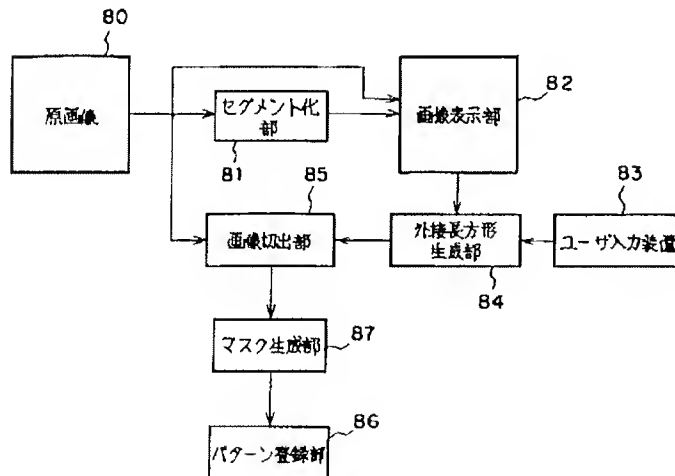 80
原画像
セグメント化
部
81
画像表示部
82
85
画像切出部
外接長方形
生成部
84
83
ユーザ入力装置
マスク生成部
87
パターン登録部
86